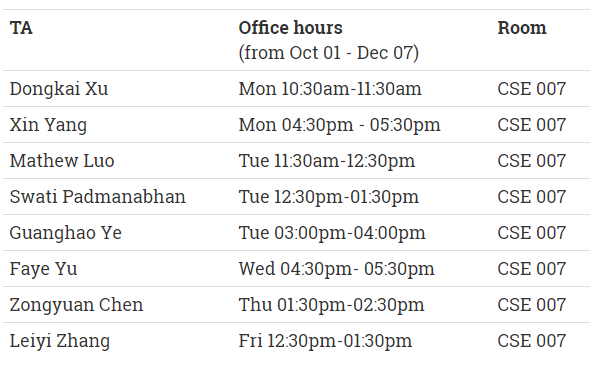 TA Office hours Room
(from Oct 01 - Dec 07)
Dongkai Xu Mon 10:30am-11:30am CSE 007
Xin Yang Mon 04:30pm - 05:30pm CSE 007
Mathew Luo Tue 11:30am-12:30pm CSE 007
Swati Padmanabhan Tue 12:30pm-01:30pm CSE 007
Guanghao Ye Tue 03:00pm-04:00pm CSE 007
Faye Yu Wed 04:30pm- 05:30pm CSE 007
Zongyuan Chen Thu 01:30pm-02:30pm CSE 007
Leiyi Zhang Fri 12:30pm-01:30pm CSE 007